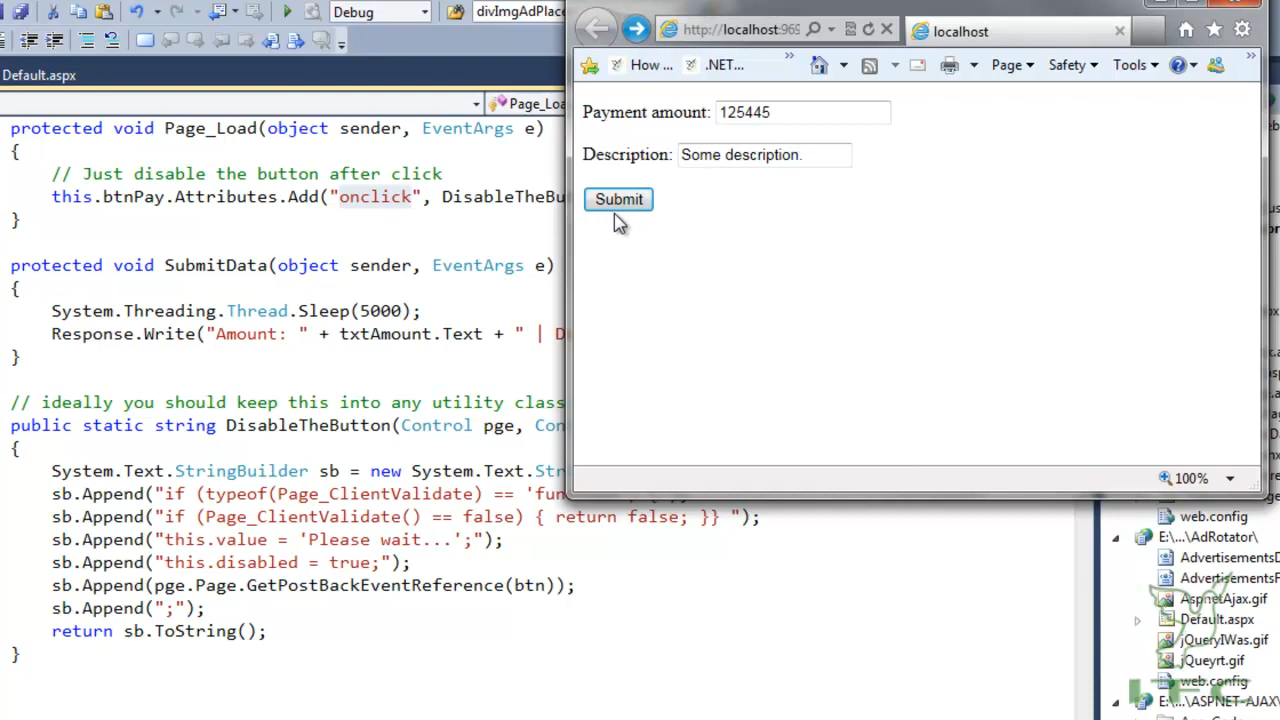 Debug
divImgAdPlace
Default.aspx
Page_Loa
protected void Page_Load(object sender, EventArgs e)
{
// Just disable the button after click
this.btnPay.Attributes.Add("onclick", DisableTheBu
}
protected void SubmitData(object sender, EventArgs e)
{
System.Threading.Thread.Sleep(5000);
Response.Write("Amount: " + txtAmount.Text + " | D
}
// ideally you should keep this into any utility class
public static string DisableTheButton(Control pge, Con
{
System.Text.StringBuilder sb = new System.Text.Str
sb.Append("if (typeof(Page_ClientValidate) == 'fun
sb.Append("if (Page_ClientValidate() == false) { return false; }} ");
sb.Append("this.value = 'Please wait...';");
sb.Append("this.disabled = true;");
sb.Append(pge.Page.GetPostBackEventReference(btn));
sb.Append(";");
return sb.ToString();
}
http://localhost:969
localhost
How ...
.NET...
Page
Safety
Tools
Payment amount: 125445
Description: Some description.
Submit
100%
web.config
E:\...\AdRotator\
AdvertisementsD
AdvertisementsF
AspnetAjax.gif
Default.aspx
jQueryIWas.gif
jQueyrt.gif
web.config
E:\...\ASPNET-AJAX\